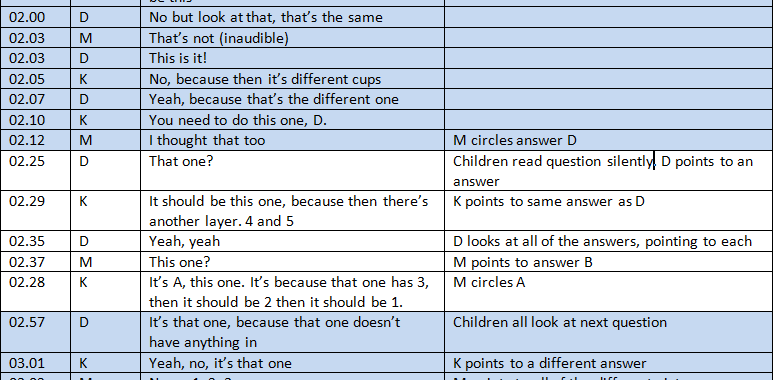 be this
02.00 D No but look at that, that's the same
02.03 M That's not (inaudible)
02.03 D This is it!
02.05 K No, because then it's different cups
02.07 D Yeah, because that's the different one
02.10 K You need to do this one, D.
02.12 M I thought that too M circles answer D
02.25 D That one? Children read question silently, D points to an
answer
02.29 K It should be this one, because then there's K points to same answer as D
another layer. 4 and 5
02.35 D Yeah, yeah D looks at all of the answers, pointing to each
02.37 M This one? M points to answer B
02.28 K It's A, this one. It's because that one has 3, M circles A
then it should be 2 then it should be 1.
02.57 D It's that one, because that one doesn't Children all look at next question
have anything in
03.01 K Yeah, no, it's that one K points to a different answer